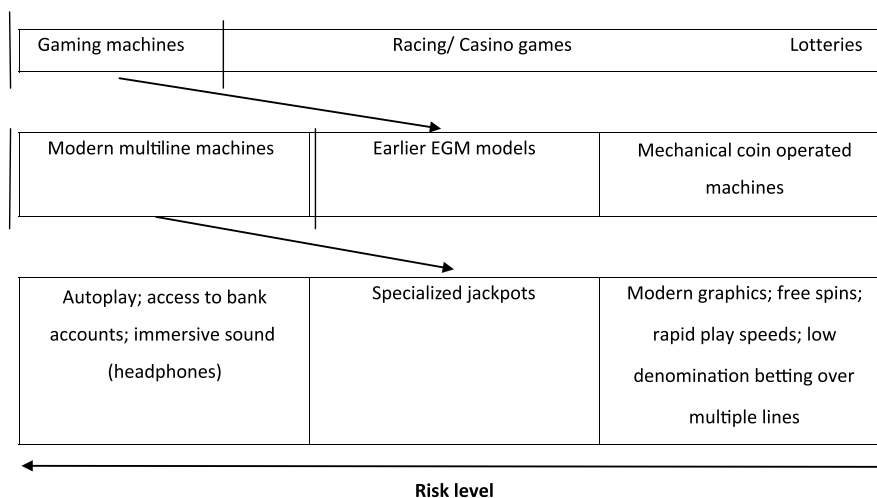 Gaming machines
Racing/ Casino games
Lotteries
Modern multiline machines
Earlier EGM models
Mechanical coin operated
machines
Autoplay; access to bank
accounts; immersive sound
(headphones)
Specialized jackpots
Modern graphics; free spins;
rapid play speeds; low
denomination betting over
multiple lines
Risk level